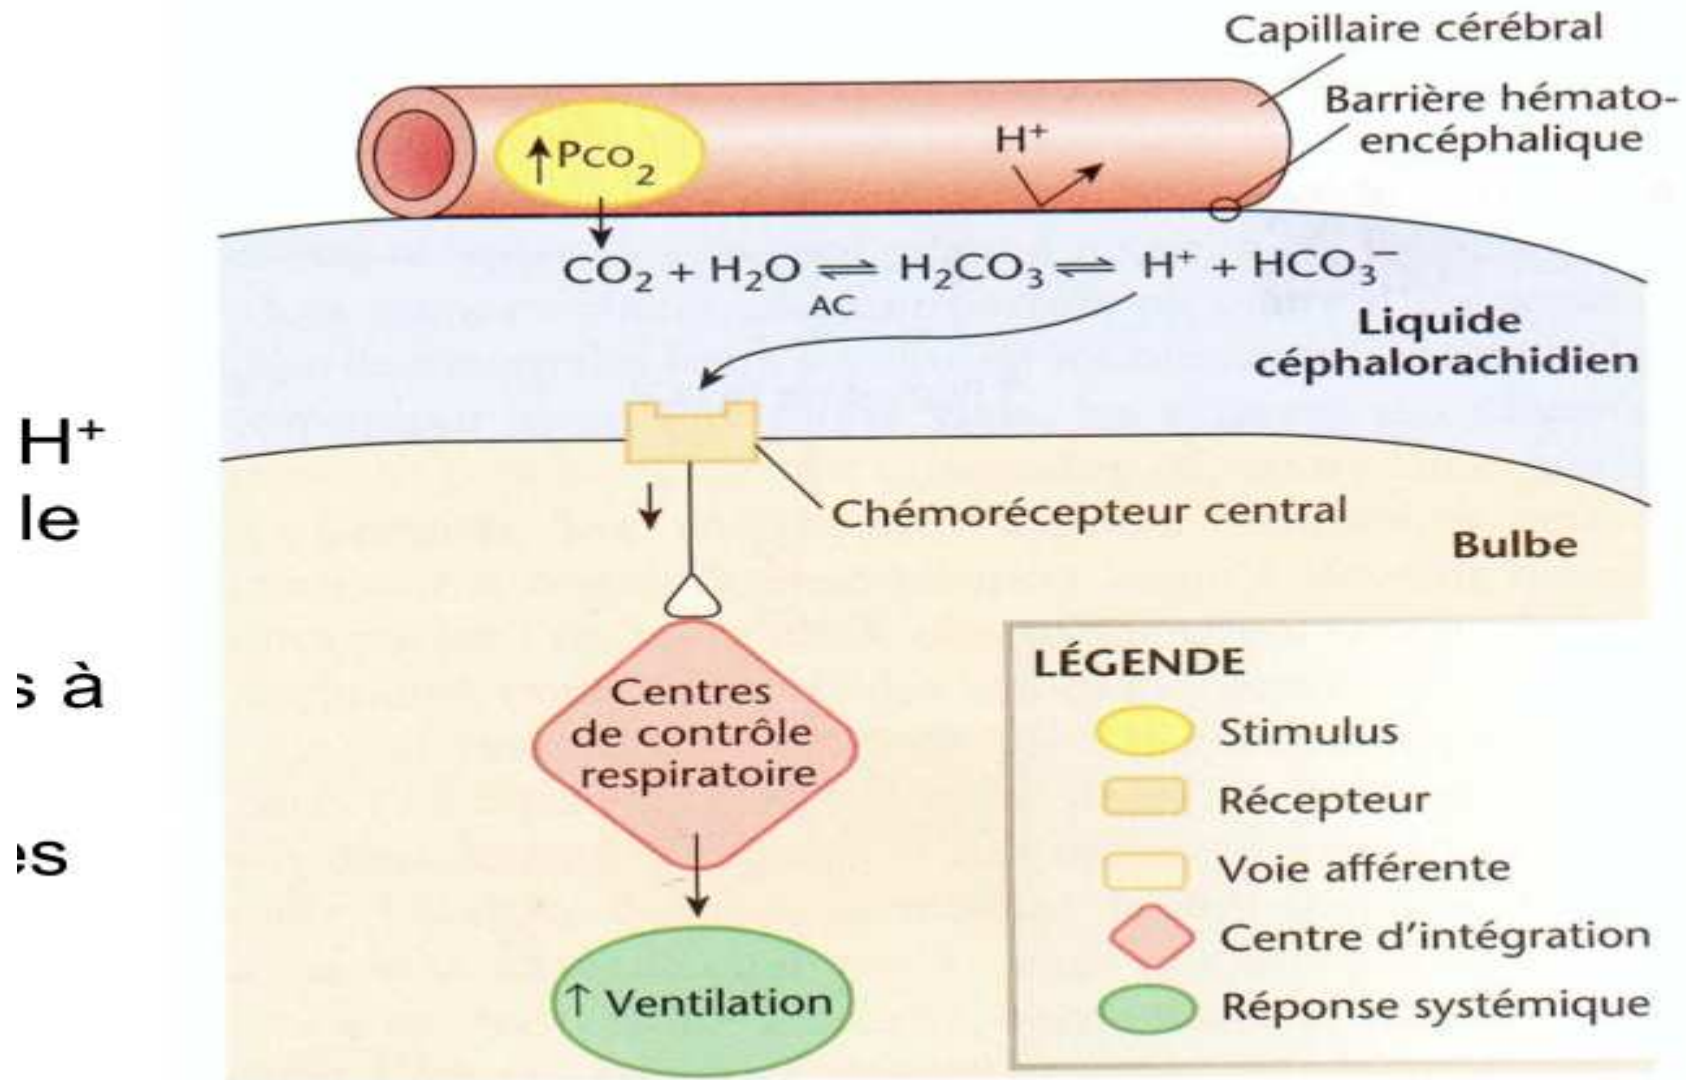 Capillaire cérébral
Barrière hémato-
encéphalique
↑PCO₂
H⁺
CO₂ + H₂O ⇌ H₂CO₃ ⇌ H⁺ + HCO₃⁻
AC
Liquide
céphalorachidien
H⁺
le
s à
es
Chémorécepteur central
Bulbe
Centres
de contrôle
respiratoire
↑ Ventilation
LÉGENDE
Stimulus
Récepteur
Voie afférente
Centre d'intégration
Réponse systémique